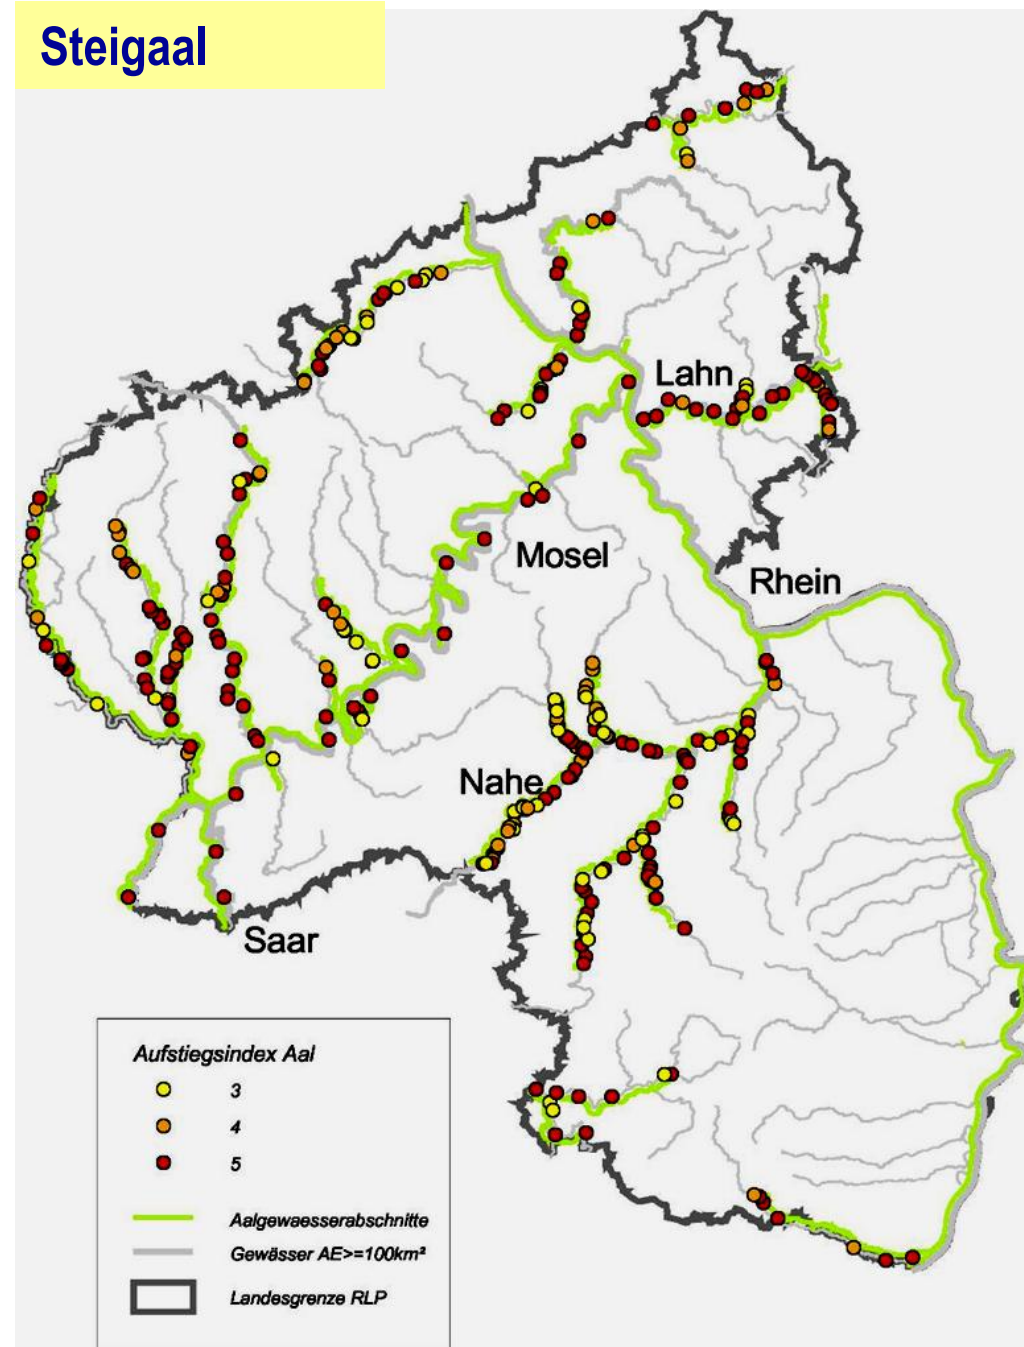 Steigaal
Lahn
Mosel
Rhein
Nahe
Saar
Aufstiegsindex Aal
3
4
5
Aalgewaesserabschnitte
Gewässer AE>=100km²
Landesgrenze RLP